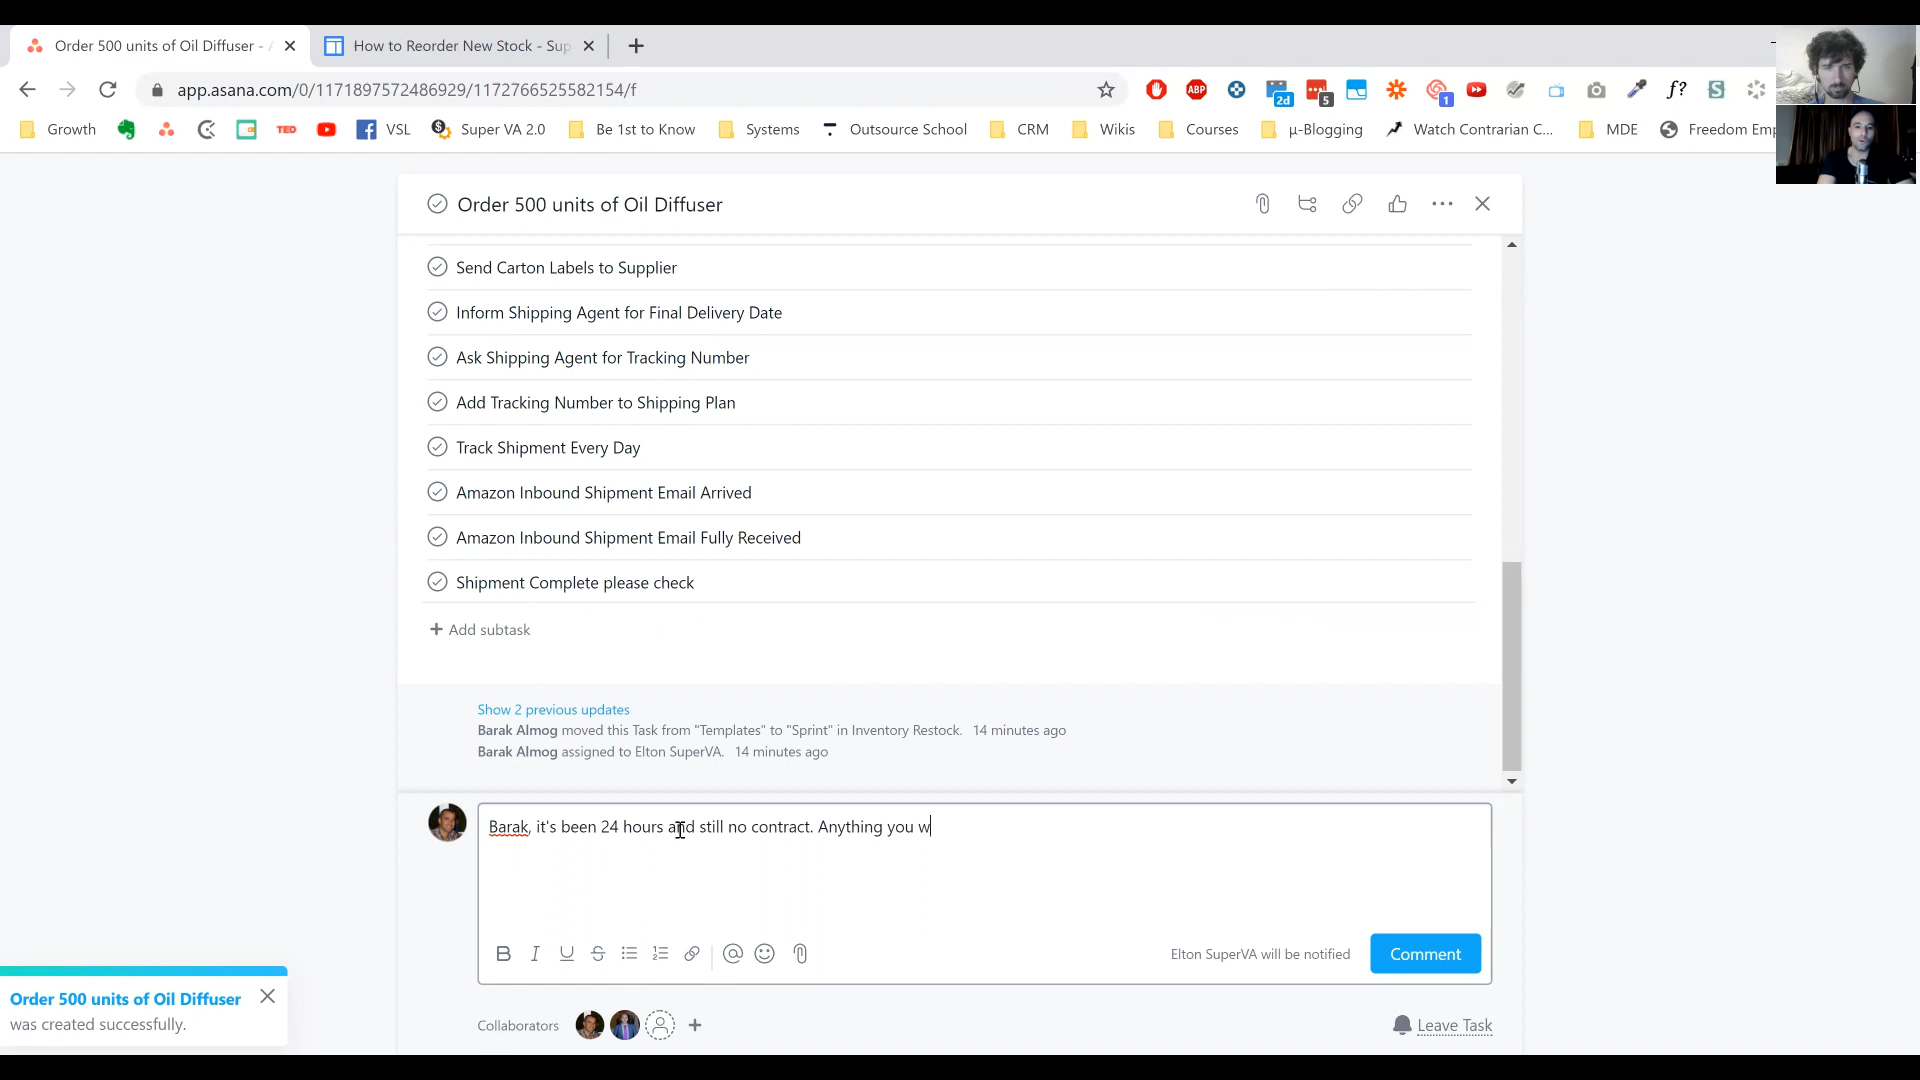 Order 500 units of Oil Diffuser - A
How to Reorder New Stock - Sup
app.asana.com/0/1171897572486929/1172766525582154/f
ABP
2d
5
1
f?
S
Growth
TED
VSL
Super VA 2.0
Be 1st to Know
Systems
Outsource School
CRM
Wikis
Courses
μ-Blogging
Watch Contrarian C...
MDE
Freedom Emp
Order 500 units of Oil Diffuser
Send Carton Labels to Supplier
Inform Shipping Agent for Final Delivery Date
Ask Shipping Agent for Tracking Number
Add Tracking Number to Shipping Plan
Track Shipment Every Day
Amazon Inbound Shipment Email Arrived
Amazon Inbound Shipment Email Fully Received
Shipment Complete please check
+ Add subtask
Show 2 previous updates
Barak Almog moved this Task from "Templates" to "Sprint" in Inventory Restock. 14 minutes ago
Barak Almog assigned to Elton SuperVA. 14 minutes ago
Barak, it's been 24 hours and still no contract. Anything you w
B I U S
Elton SuperVA will be notified
Comment
Order 500 units of Oil Diffuser
was created successfully.
Collaborators
Leave Task